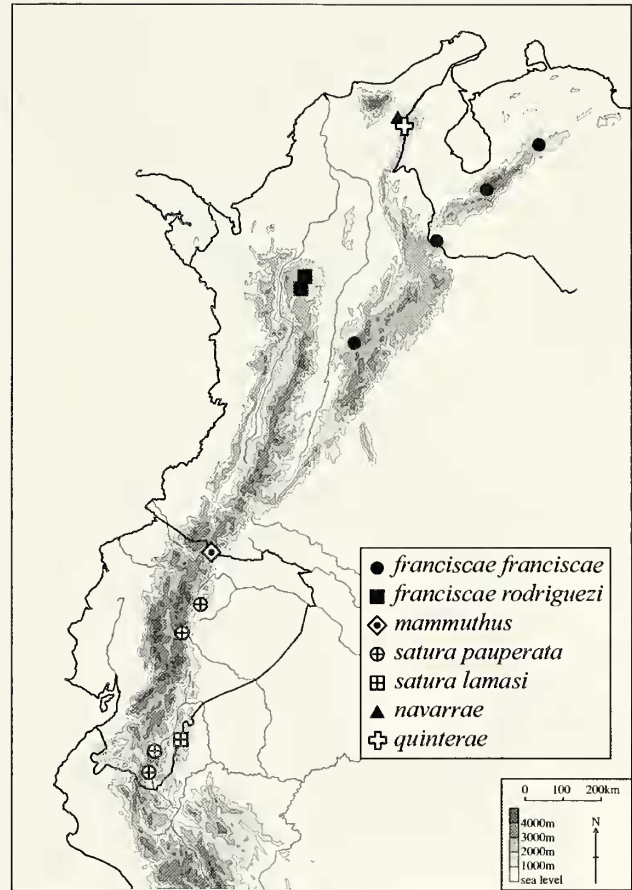 franciscae franciscae
franciscae rodriguezi
mammuthus
satura pauperata
satura lamasi
navarrae
quinterae
0 100 200km
4000m
3000m
2000m
1000m
sea level
N